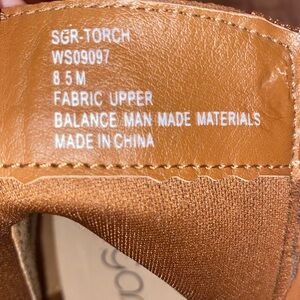 SGR-TORCH
WS09097
8.5 M
FABRIC UPPER
BALANCE MAN MADE MATERIALS
MADE IN CHINA